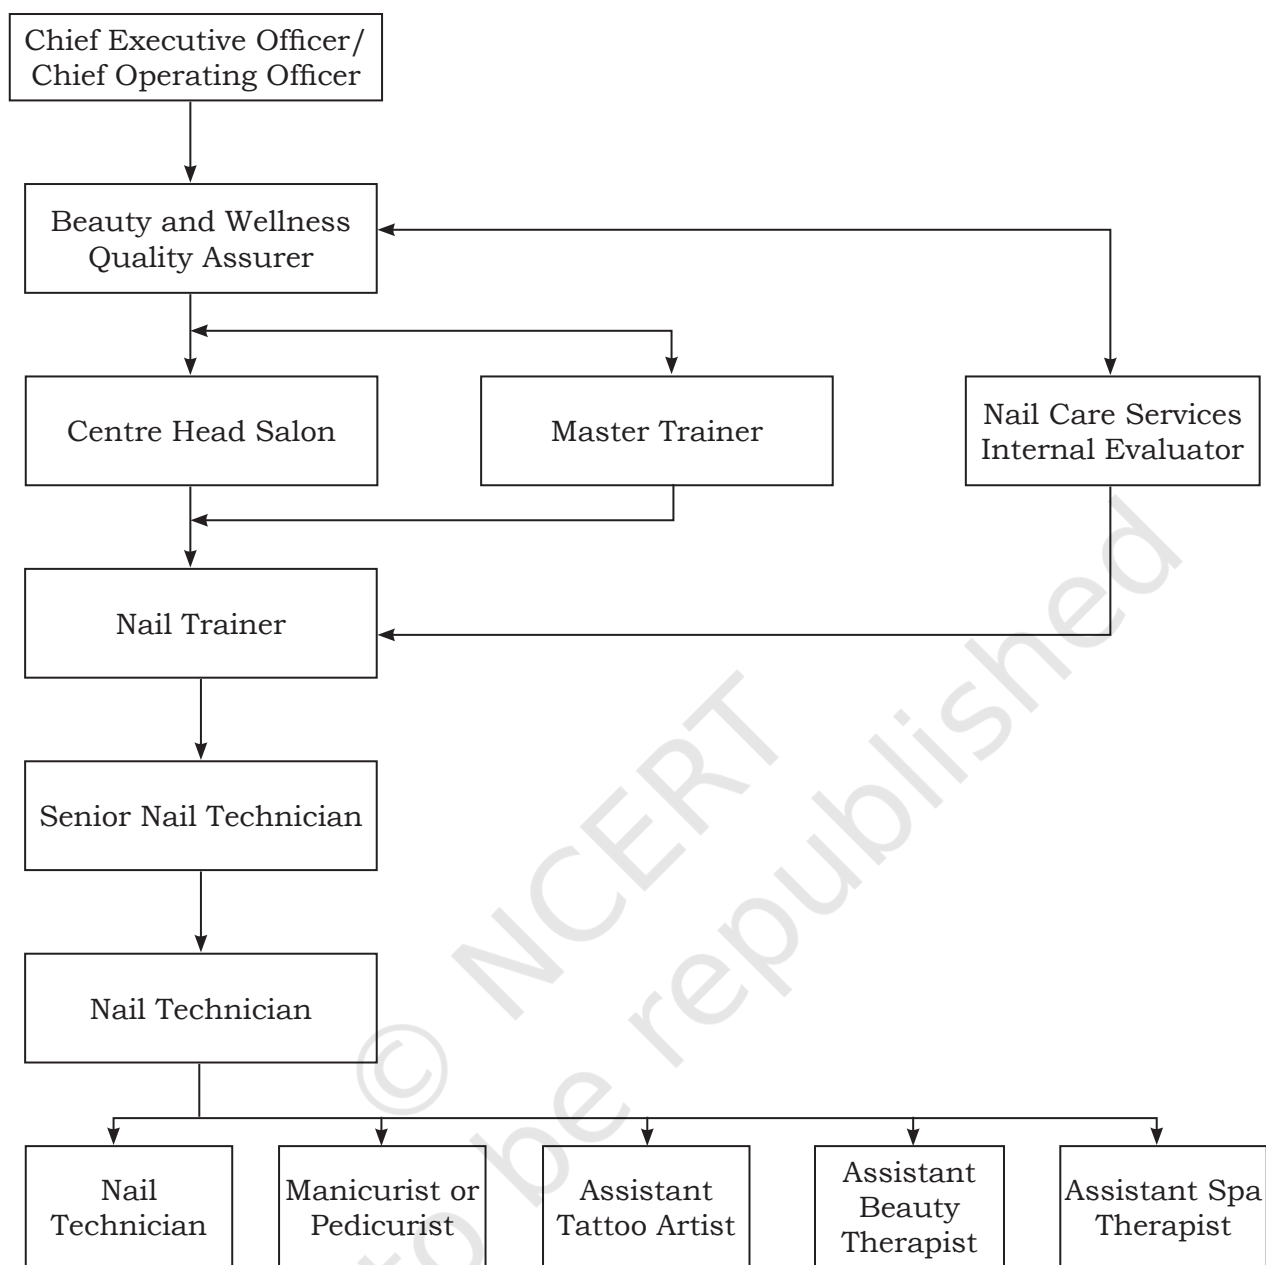 Chief Executive Officer/
Chief Operating Officer
Beauty and Wellness
Quality Assurer
Centre Head Salon
Master Trainer
Nail Care Services
Internal Evaluator
Nail Trainer
Senior Nail Technician
Nail Technician
Nail
Technician
Manicurist or
Pedicurist
Assistant
Tattoo Artist
Assistant
Beauty
Therapist
Assistant Spa
Therapist
© NCERT
to be republished